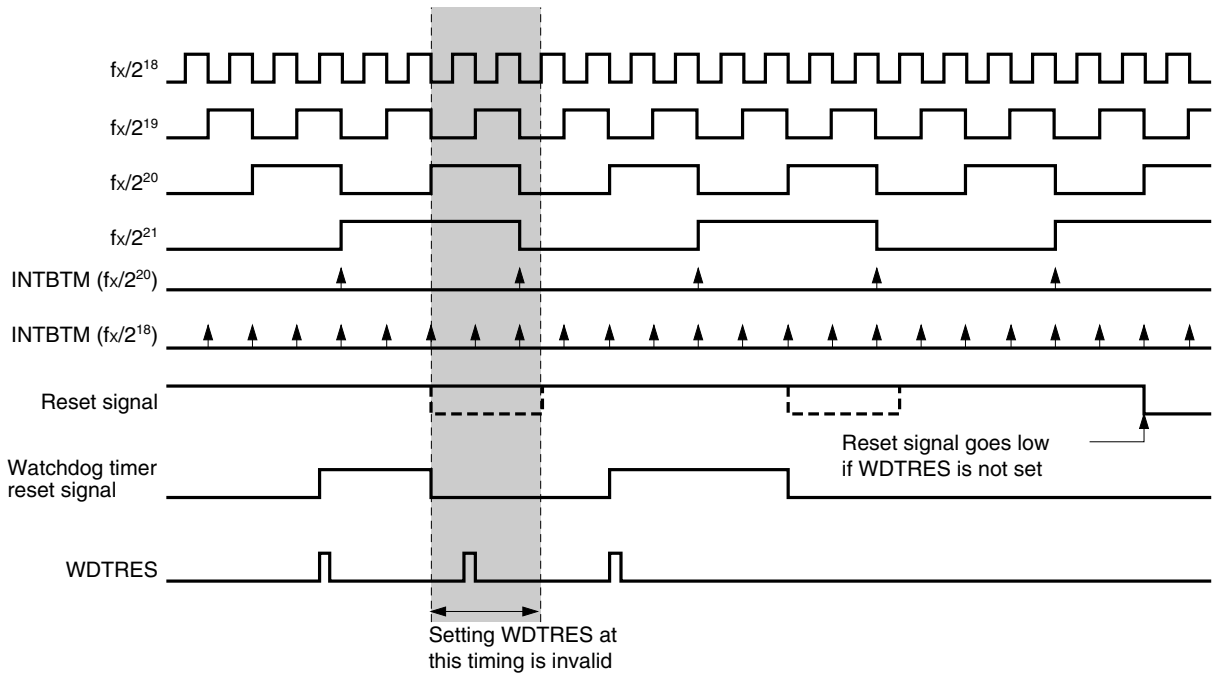 fx/2¹⁸
fx/2¹⁹
fx/2²⁰
fx/2²¹
INTBTM (fx/2²⁰)
INTBTM (fx/2¹⁸)
Reset signal
Reset signal goes low
if WDTRES is not set
Watchdog timer
reset signal
WDTRES
Setting WDTRES at
this timing is invalid